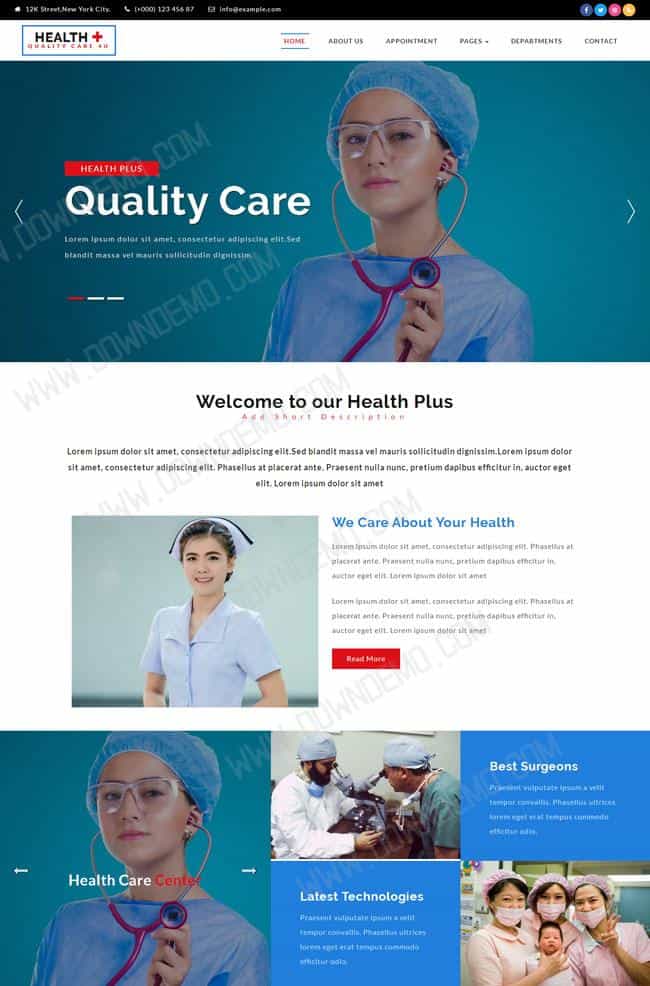 12K Street,New York City.
(+000) 123 456 87
info@example.com
HEALTH
QUALITY CARE 4U
HOME
ABOUT US
APPOINTMENT
PAGES
DEPARTMENTS
CONTACT
HEALTH PLUS
Quality Care
Lorem ipsum dolor sit amet, consectetur adipiscing elit.Sed
blandit massa vel mauris sollicitudin dignissim.
WWW.DOWNDEMO.COM
Welcome to our Health Plus
Add Short Description
Lorem ipsum dolor sit amet, consectetur adipiscing elit.Sed blandit massa vel mauris sollicitudin dignissim.Lorem ipsum dolor
sit amet, consectetur adipiscing elit. Phasellus at placerat ante. Praesent nulla nunc, pretium dapibus efficitur in, auctor eget
elit. Lorem ipsum dolor sit amet
We Care About Your Health
Lorem ipsum dolor sit amet, consectetur adipiscing elit. Phasellus at
placerat ante. Praesent nulla nunc, pretium dapibus efficitur in,
auctor eget elit. Lorem ipsum dolor sit amet
Lorem ipsum dolor sit amet, consectetur adipiscing elit. Phasellus at
placerat ante. Praesent nulla nunc, pretium dapibus efficitur in,
auctor eget elit. Lorem ipsum dolor sit amet
Read More
WWW.DOWNDEMO.COM
Health Care Center
Best Surgeons
Praesent vulputate ipsum a velit
tempor convallis. Phasellus ultrices
lorem eget erat tempus commodo
efficitur odio.
Latest Technologies
Praesent vulputate ipsum a velit
tempor convallis. Phasellus ultrices
lorem eget erat tempus commodo
efficitur odio.
WWW.DOWNDEMO.COM